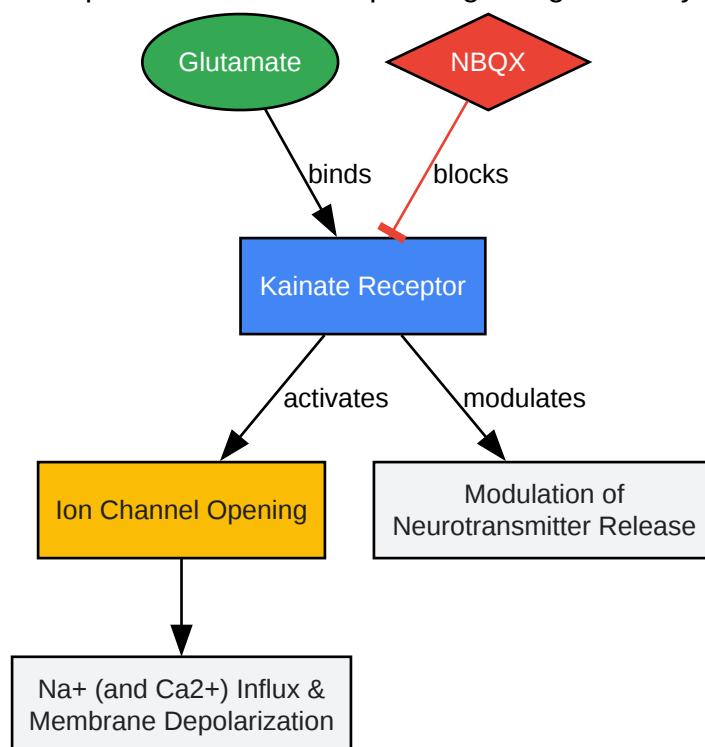 Glutamate
NBQX
binds
blocks
Kainate Receptor
activates
modulates
Ion Channel Opening
Modulation of
Neurotransmitter Release
Na+ (and Ca2+) Influx &
Membrane Depolarization